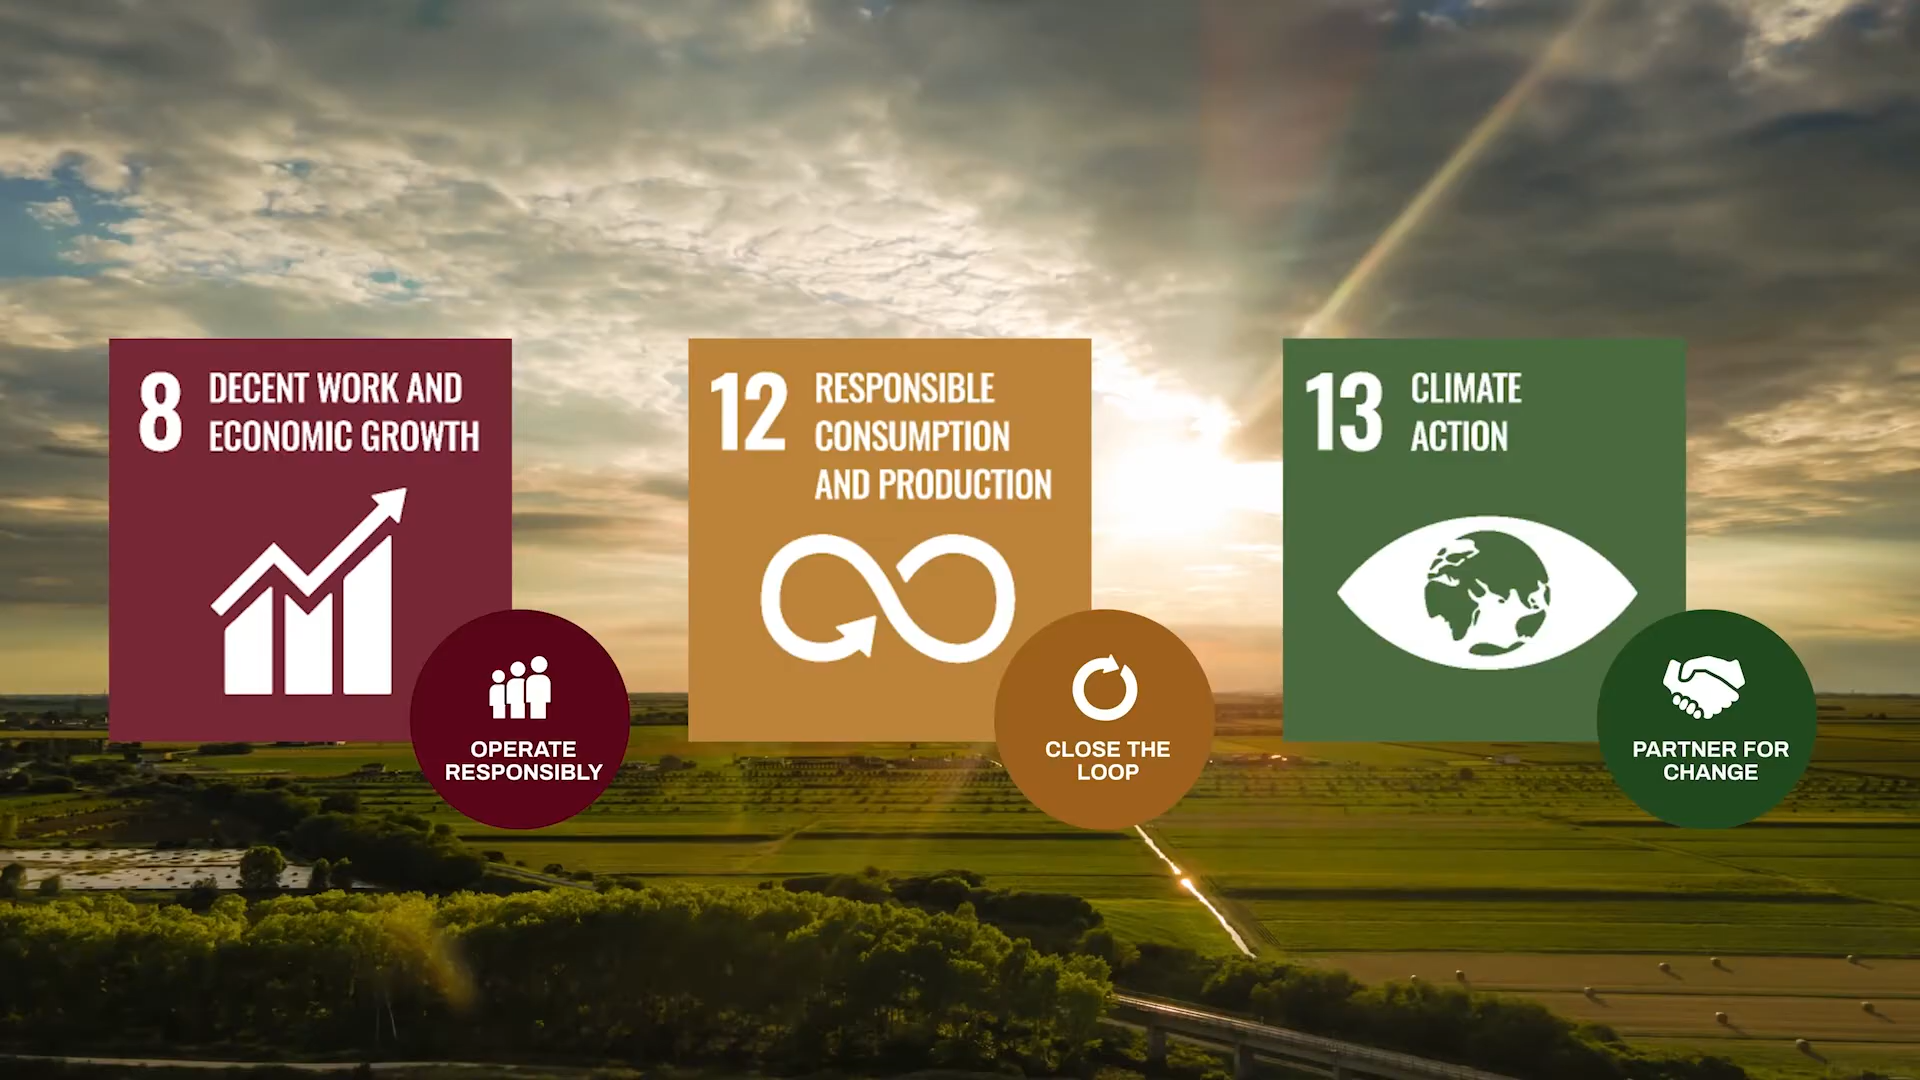 8
DECENT WORK AND
ECONOMIC GROWTH
OPERATE
RESPONSIBLY
12
RESPONSIBLE
CONSUMPTION
AND PRODUCTION
CLOSE THE
LOOP
13
CLIMATE
ACTION
PARTNER FOR
CHANGE